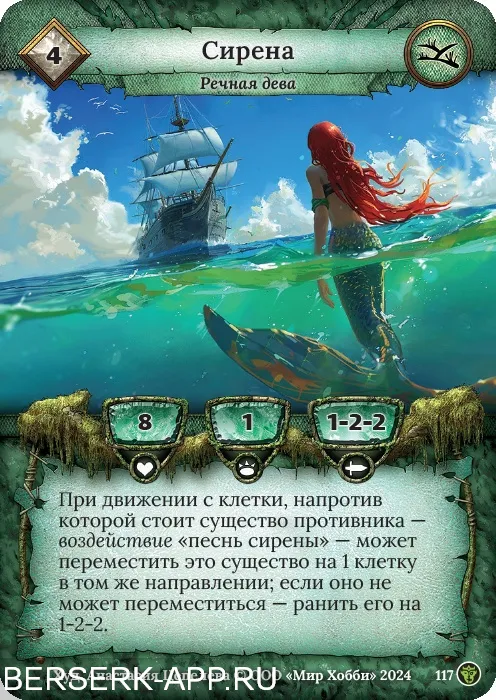 4
Сирена
Речная дева
8
1
1-2-2
При движении с клетки, напротив
которой стоит существо противника —
воздействие «песнь сирены» — может
переместить это существо на 1 клетку
в том же направлении; если оно не
может переместиться — ранить его на
1-2-2.
Анастасия © ООО «Мир Хобби» 2024
117
BERSERK-APP.RU